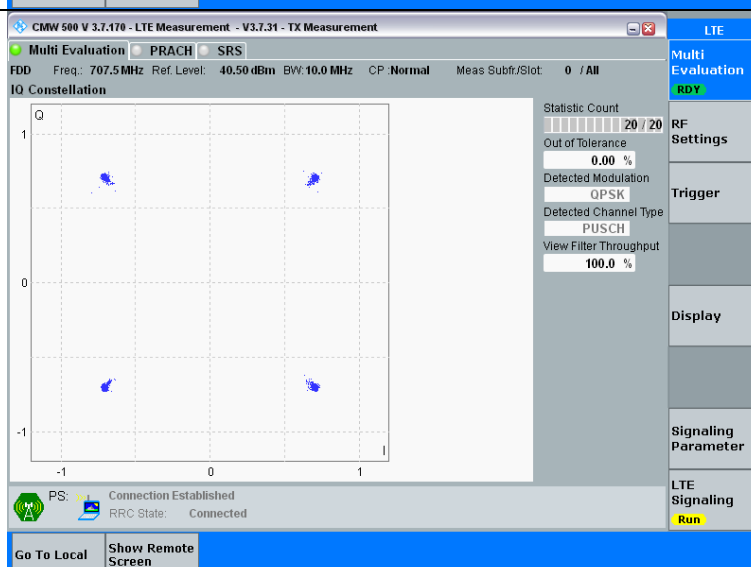 CMW 500 V 3.7.170 - LTE Measurement - V3.7.31 - TX Measurement
LTE
Multi Evaluation PRACH SRS
Multi
Evaluation
RDY
FDD Freq.: 707.5 MHz Ref. Level: 40.50 dBm BW: 10.0 MHz CP :Normal Meas Subfr./Slot: 0 / All
IQ Constellation
Q
1
0
-1
-1 0 1
I
Statistic Count
20 / 20
Out of Tolerance
0.00 %
Detected Modulation
QPSK
Detected Channel Type
PUSCH
View Filter Throughput
100.0 %
RF
Settings
Trigger
Display
Signaling
Parameter
LTE
Signaling
Run
PS: Connection Established
RRC State: Connected
Go To Local
Show Remote
Screen